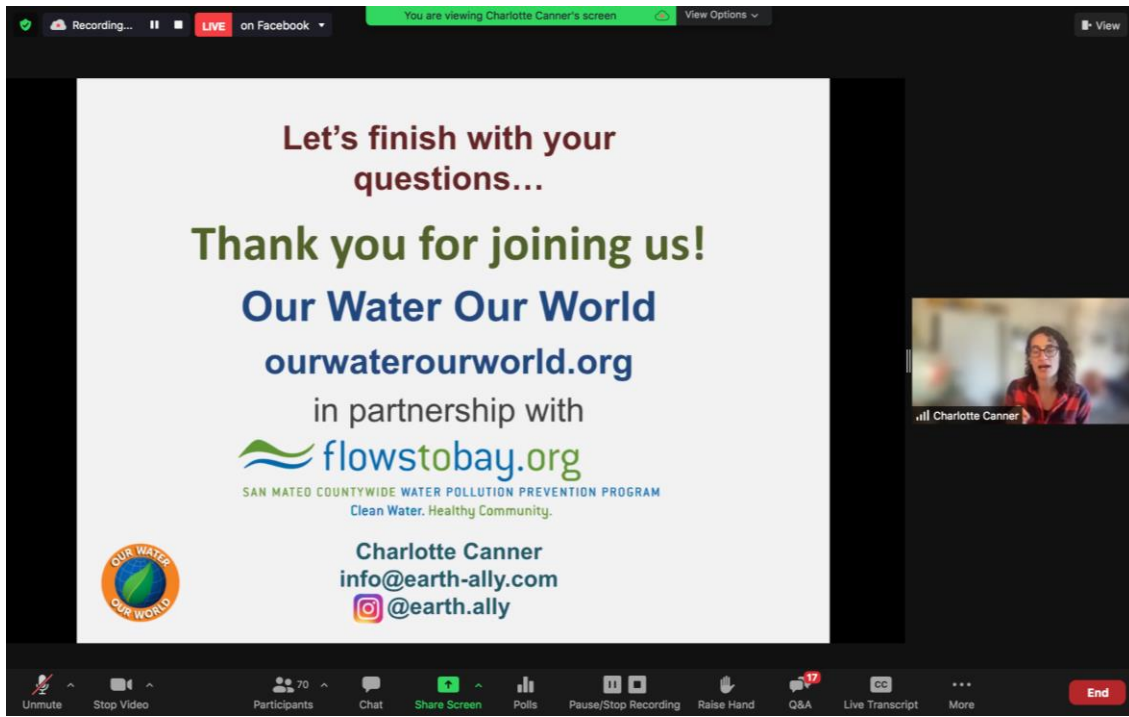 Recording...
LIVE
on Facebook
You are viewing Charlotte Canner's screen
View Options
View
Let's finish with your
questions…
Thank you for joining us!
Our Water Our World
ourwaterourworld.org
in partnership with
flowstobay.org
SAN MATEO COUNTYWIDE WATER POLLUTION PREVENTION PROGRAM
Clean Water. Healthy Community.
OUR WATER
OUR WORLD
Charlotte Canner
info@earth-ally.com
@earth.ally
Charlotte Canner
Unmute
Stop Video
70
Participants
Chat
Share Screen
Polls
Pause/Stop Recording
Raise Hand
17
Q&A
CC
Live Transcript
More
End